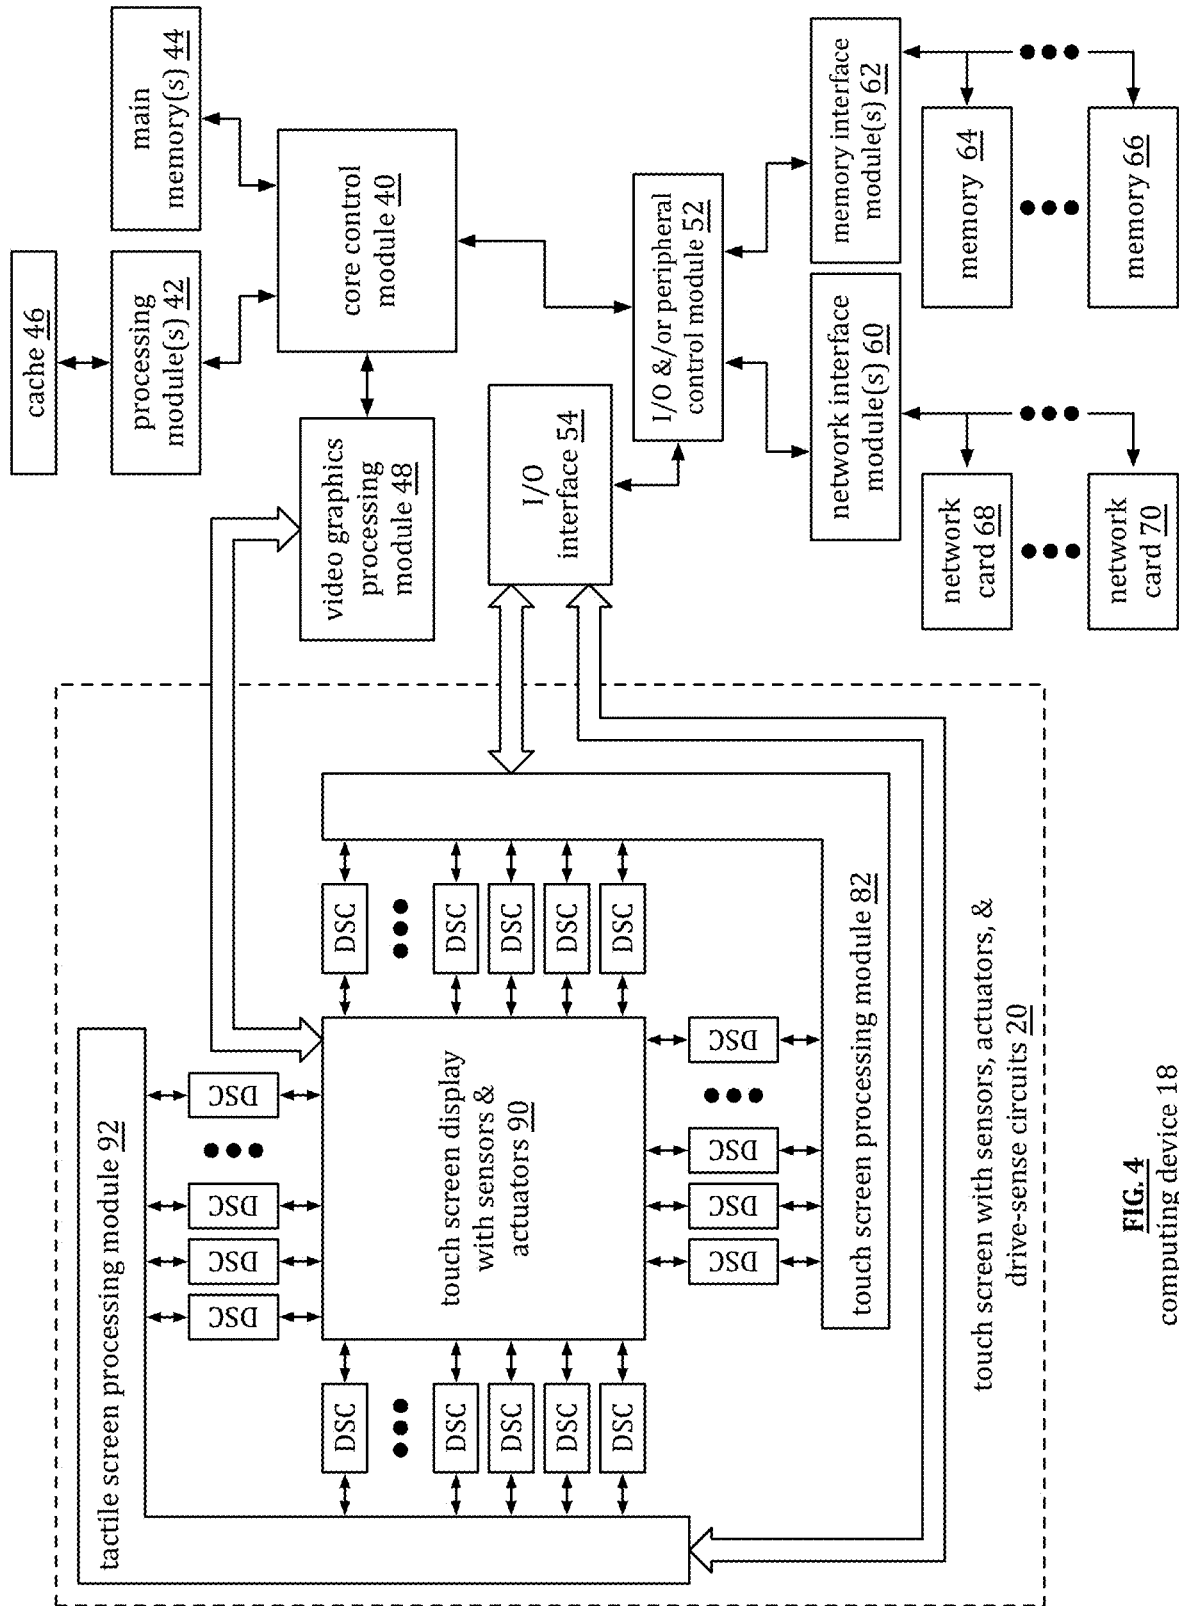 cache 46
processing
module(s) 42
main
memory(s) 44
core control
module 40
video graphics
processing
module 48
I/O
interface 54
I/O &/or peripheral
control module 52
network interface
module(s) 60
memory interface
module(s) 62
network
card 68
network
card 70
memory 64
memory 66
tactile screen processing module 92
DSC
DSC
DSC
DSC
DSC
DSC
DSC
DSC
DSC
touch screen display
with sensors &
actuators 90
DSC
DSC
DSC
DSC
DSC
DSC
DSC
DSC
DSC
touch screen processing module 82
touch screen with sensors, actuators, &
drive-sense circuits 20
FIG. 4
computing device 18